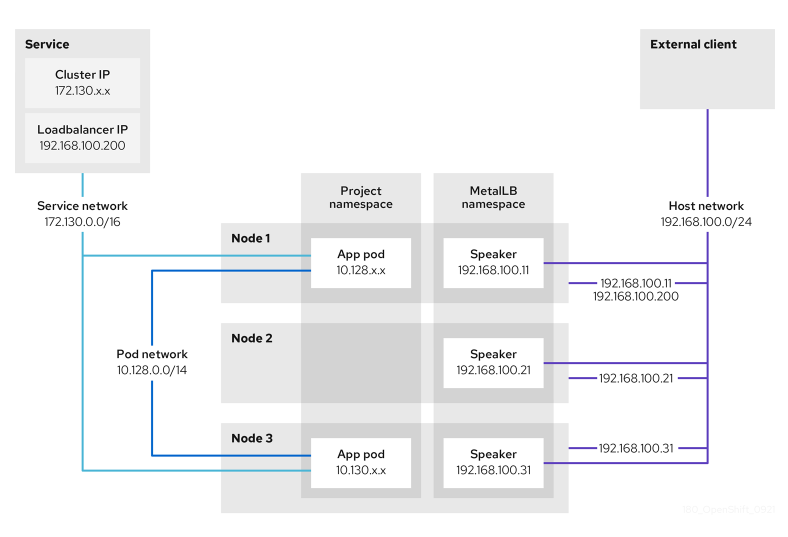 Service
Cluster IP
172.130.x.x
Loadbalancer IP
192.168.100.200
External client
Service network
172.130.0.0/16
Project
namespace
MetalLB
namespace
Host network
192.168.100.0/24
Node 1
App pod
10.128.x.x
Speaker
192.168.100.11
192.168.100.11
192.168.100.200
Node 2
Speaker
192.168.100.21
192.168.100.21
Pod network
10.128.0.0/14
Node 3
App pod
10.130.x.x
Speaker
192.168.100.31
192.168.100.31